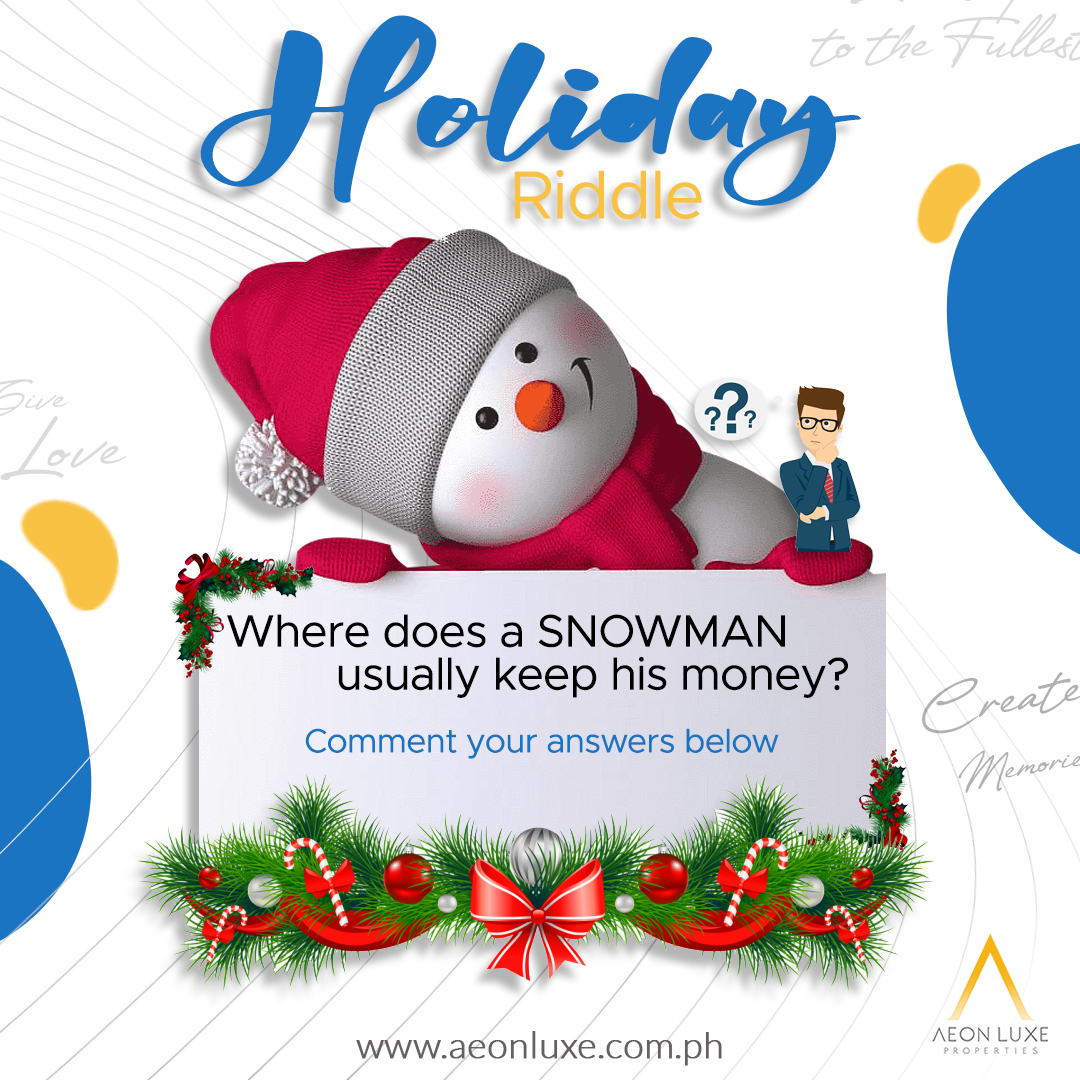 to the Fullest
Holiday
Riddle
Give
Love
? ? ?
Where does a SNOWMAN
usually keep his money?
Comment your answers below
Create
Memorie
AEON LUXE
PROPERTIES
www.aeonluxe.com.ph